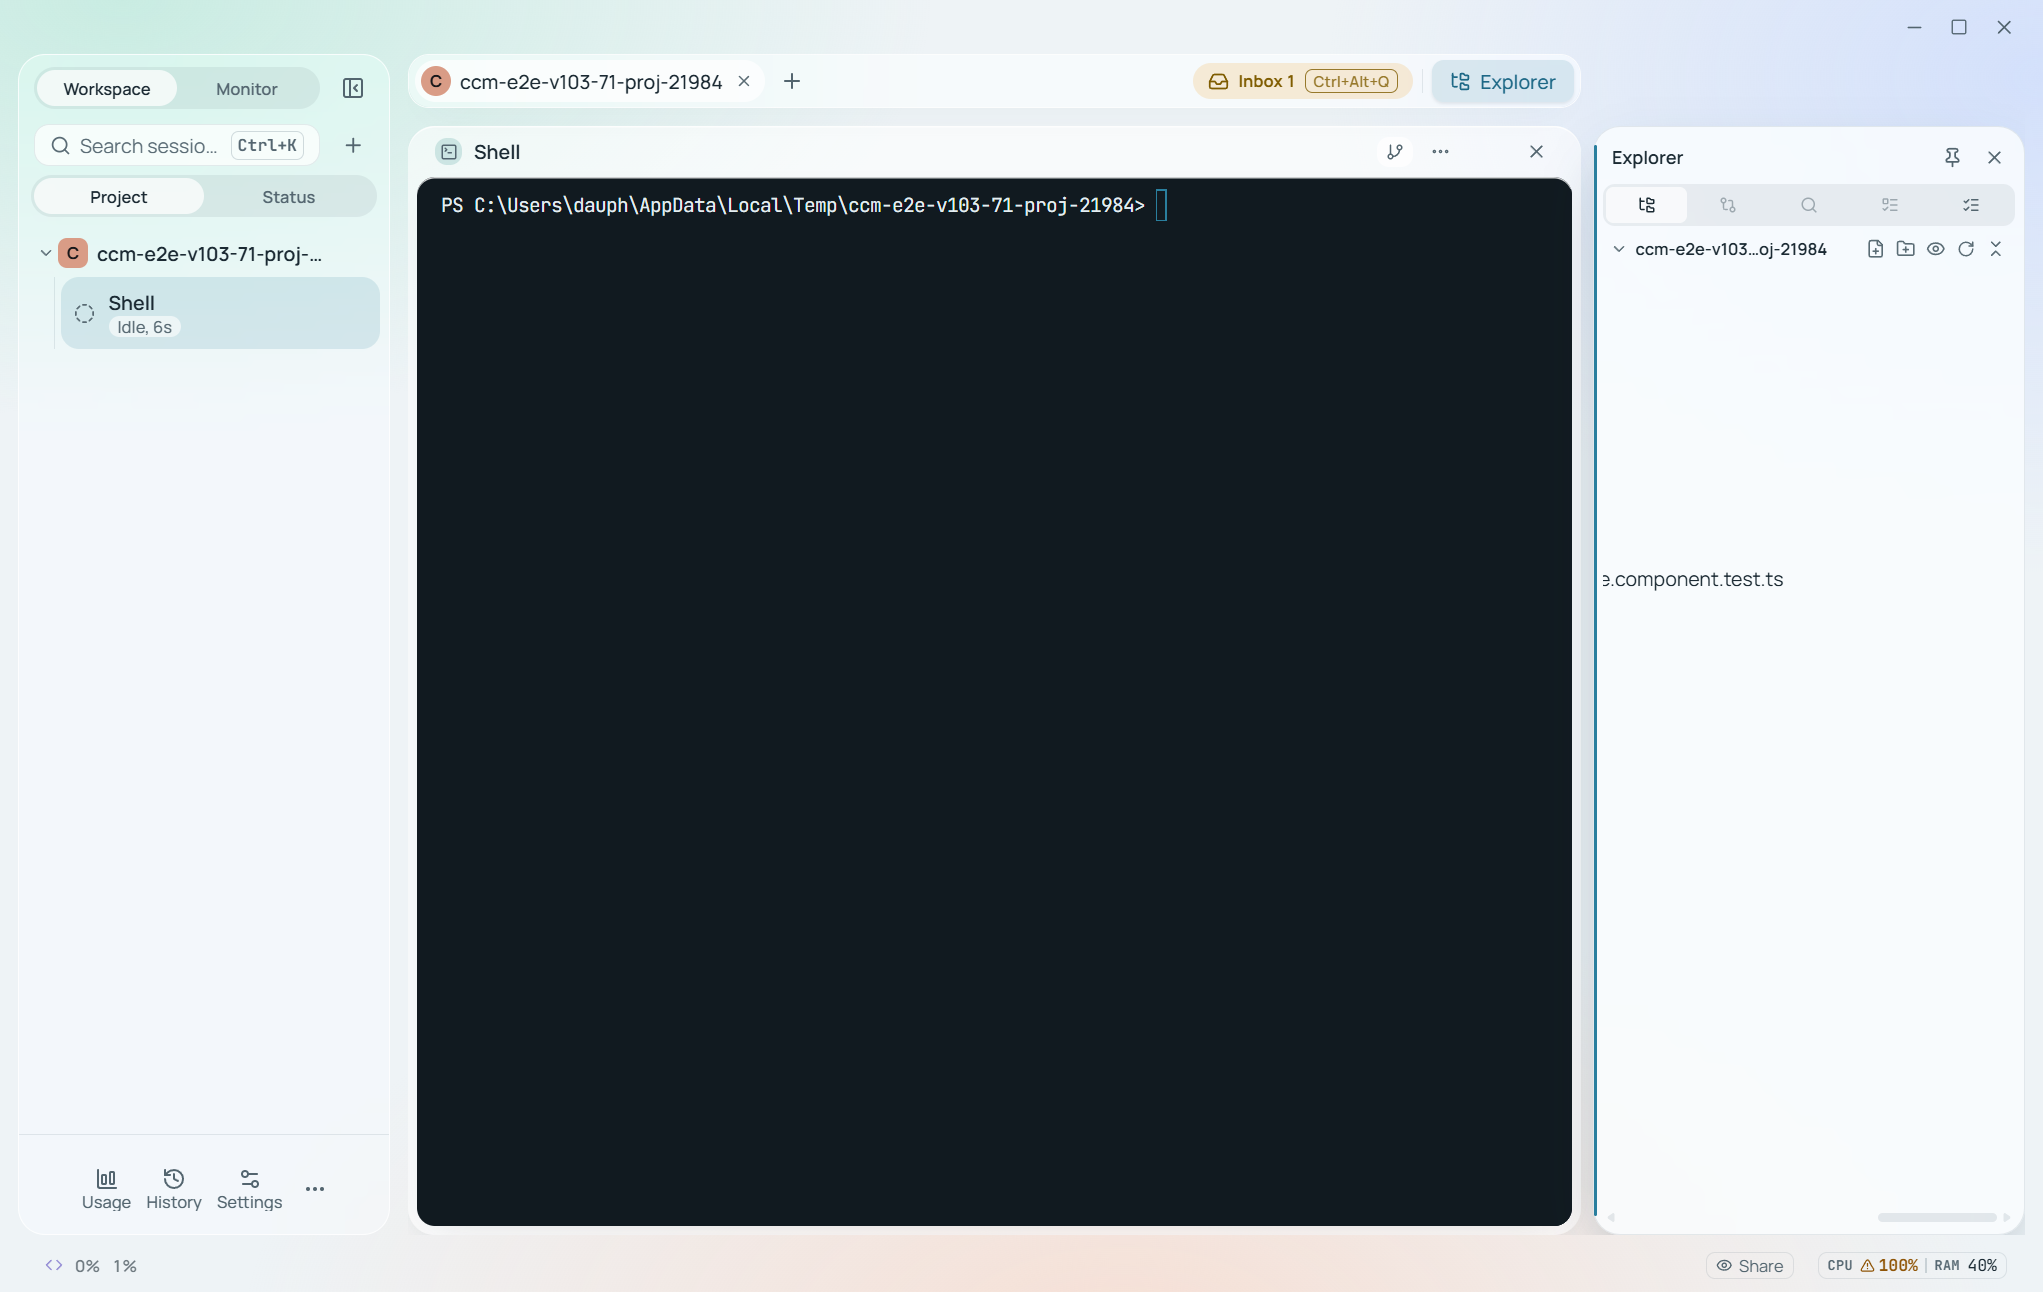 Workspace
Monitor
Search sessio... Ctrl+K
Project
Status
C ccm-e2e-v103-71-proj-...
Shell
Idle, 6s
Usage
History
Settings
C ccm-e2e-v103-71-proj-21984
Inbox 1 Ctrl+Alt+Q
Explorer
Shell
PS C:\Users\dauph\AppData\Local\Temp\ccm-e2e-v103-71-proj-21984>
Explorer
ccm-e2e-v103...oj-21984
e.component.test.ts
0% 1%
Share
CPU 100% RAM 40%